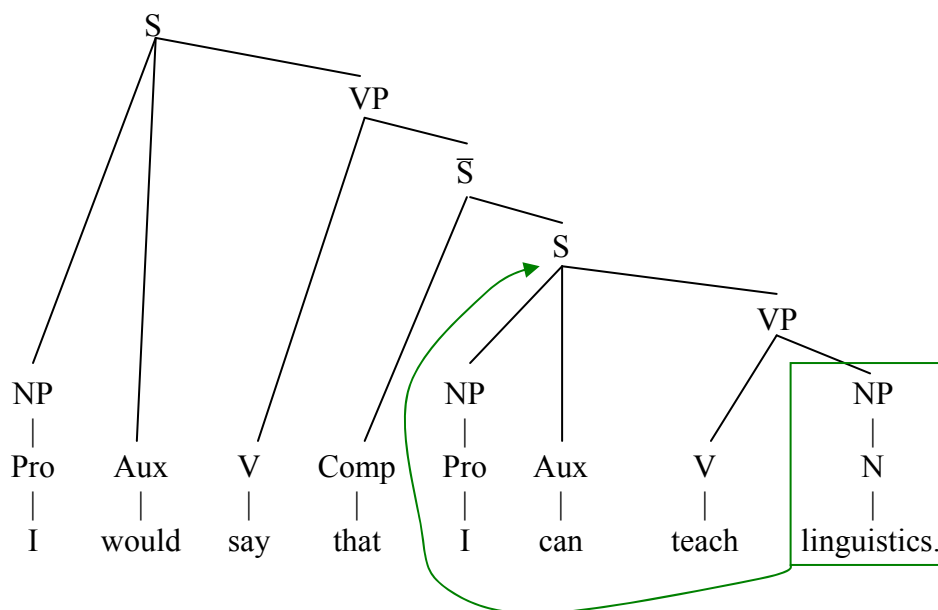 S
VP
S̅
S
VP
NP NP NP
Pro Aux V Comp Pro Aux V N
I would say that I can teach linguistics.